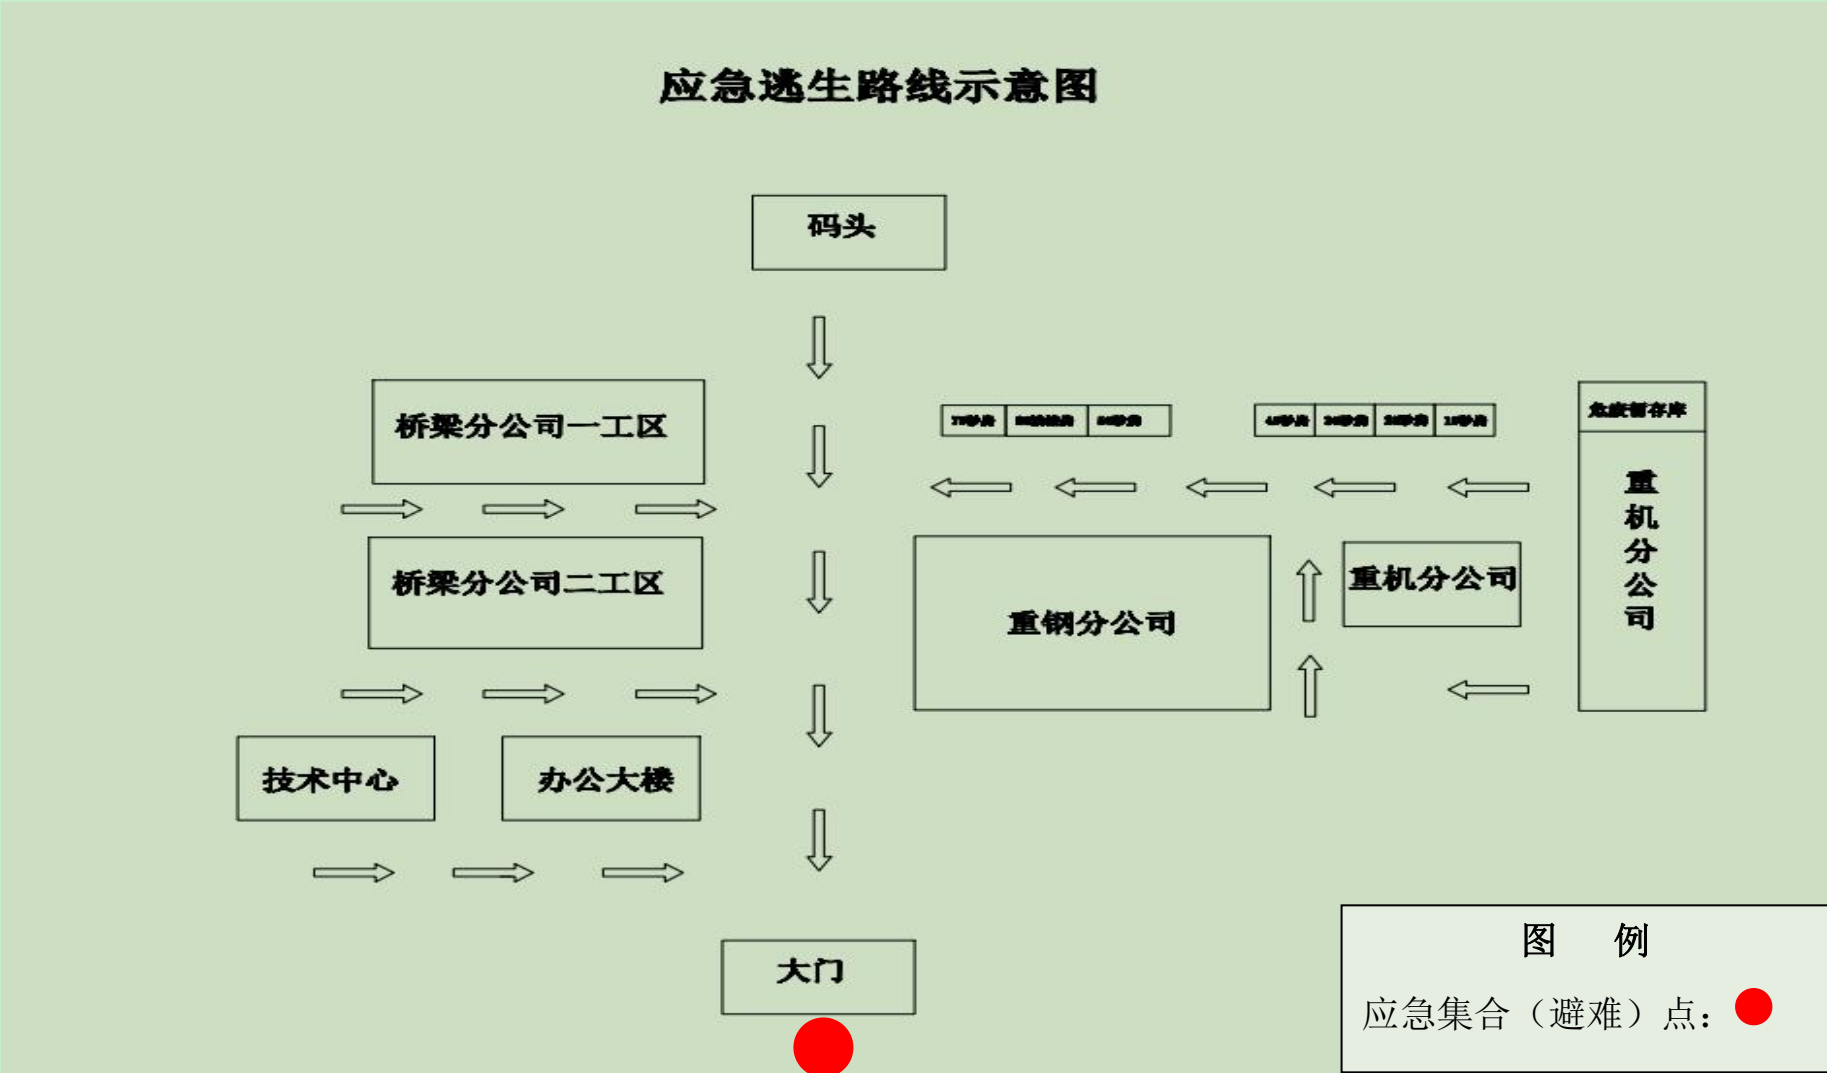 应急逃生路线示意图
码头
桥梁分公司一工区
危废暂存库
重机分公司
桥梁分公司二工区
重钢分公司
重机分公司
技术中心
办公大楼
大门
图 例
应急集合（避难）点：